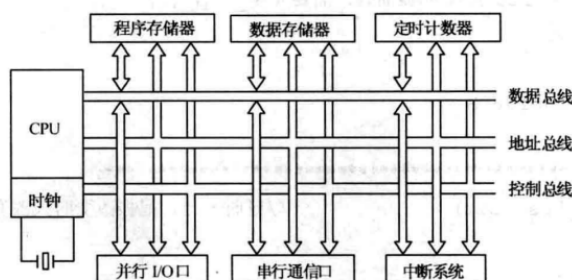 程序存储器
数据存储器
定时计数器
CPU
数据总线
地址总线
控制总线
时钟
并行 I/O 口
串行通信口
中断系统